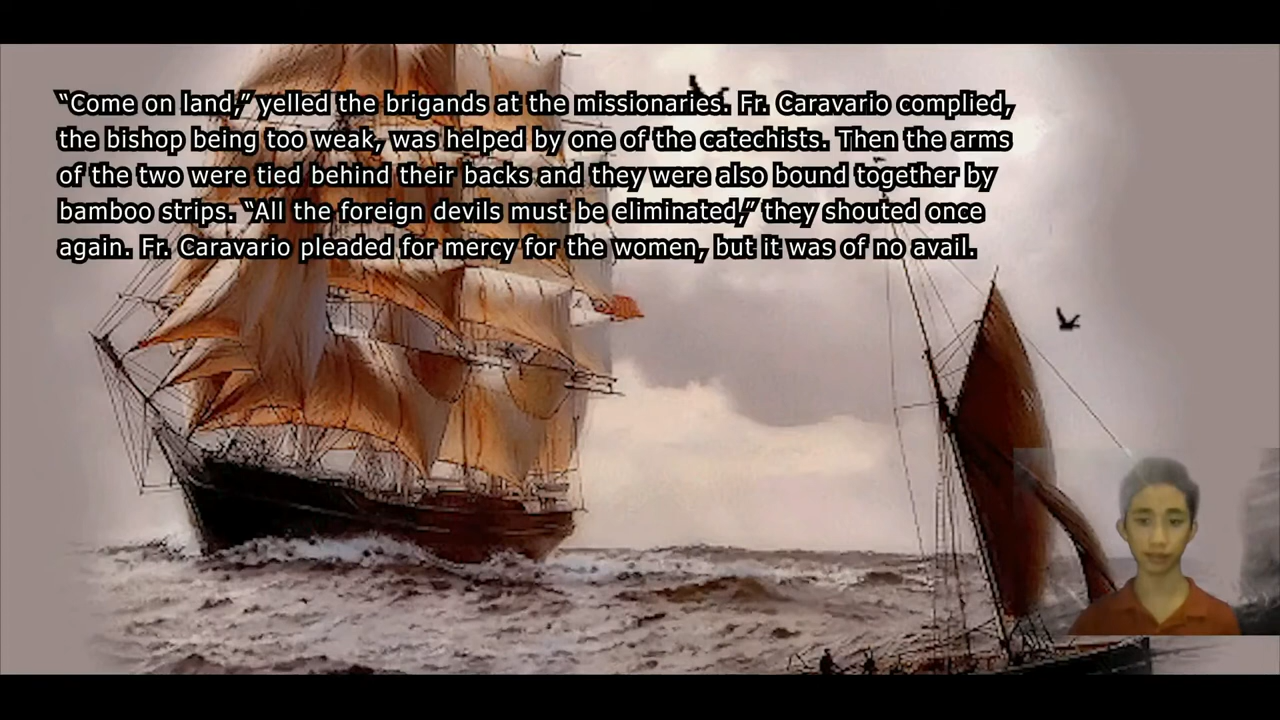 “Come on land,” yelled the brigands at the missionaries. Fr. Caravario complied,
the bishop being too weak, was helped by one of the catechists. Then the arms
of the two were tied behind their backs and they were also bound together by
bamboo strips. “All the foreign devils must be eliminated,” they shouted once
again. Fr. Caravario pleaded for mercy for the women, but it was of no avail.